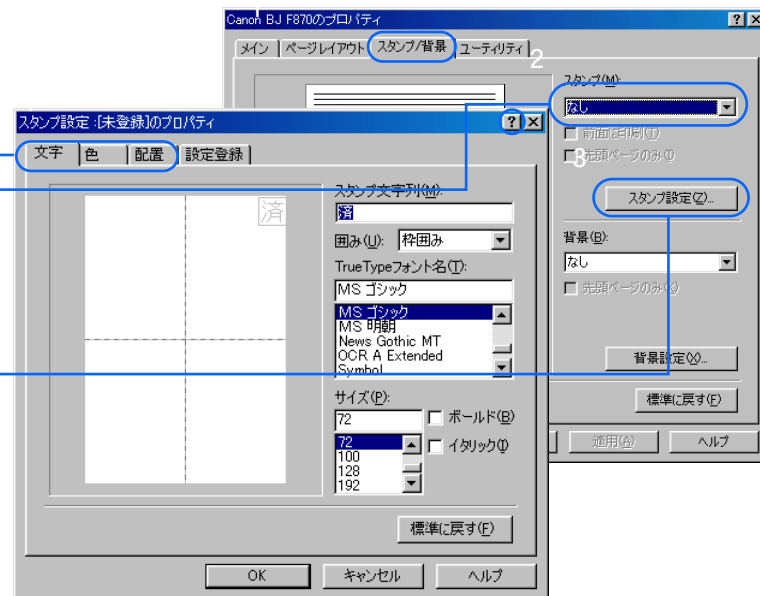 Canon BJ F870のプロパティ
メイン
ページレイアウト
スタンプ/背景
ユーティリティ
2
スタンプ(M):
なし
前面に印刷(T)
先頭ページのみ(I)
3
スタンプ設定(Z)...
背景(B):
なし
先頭ページのみ(K)
背景設定(X)...
標準に戻す(F)
適用(A)
ヘルプ
スタンプ設定 :[未登録]のプロパティ
文字
色
配置
設定登録
済
スタンプ文字列(M):
済
囲み(U):
枠囲み
TrueTypeフォント名(T):
MS ゴシック
MS ゴシック
MS 明朝
News Gothic MT
OCR A Extended
Symbol
サイズ(P):
72
ボールド(B)
72
イタリック(I)
100
128
192
標準に戻す(F)
OK
キャンセル
ヘルプ